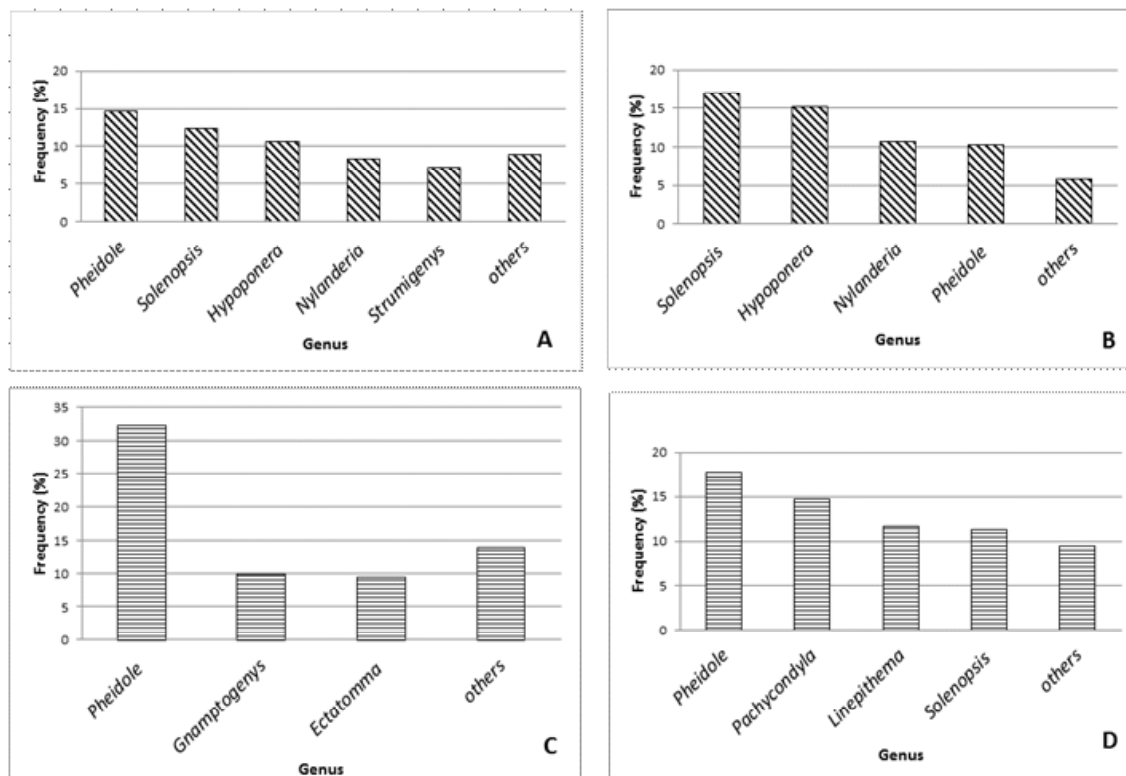 Frequency (%)
20
15
10
5
0
Pheidole
Solenopsis
Hypoponera
Nylanderia
Strumigenys
others
Genus
A
Frequency (%)
20
15
10
5
0
Solenopsis
Hypoponera
Nylanderia
Pheidole
others
Genus
B
Frequency (%)
35
30
25
20
15
10
5
0
Pheidole
Gnamptogenys
Ectatomma
others
Genus
C
Frequency (%)
20
15
10
5
0
Pheidole
Pachycondyla
Linepithema
Solenopsis
others
Genus
D